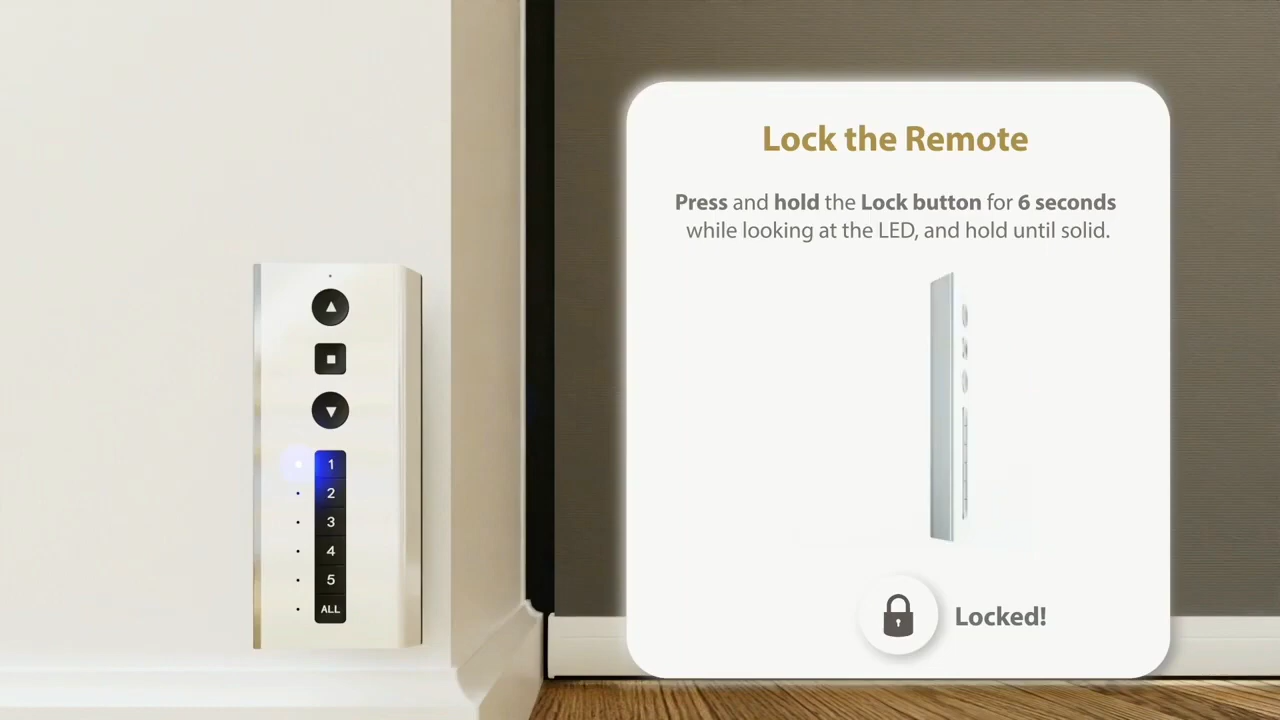 Lock the Remote
Press and hold the Lock button for 6 seconds
while looking at the LED, and hold until solid.
1
2
3
4
5
ALL
Locked!